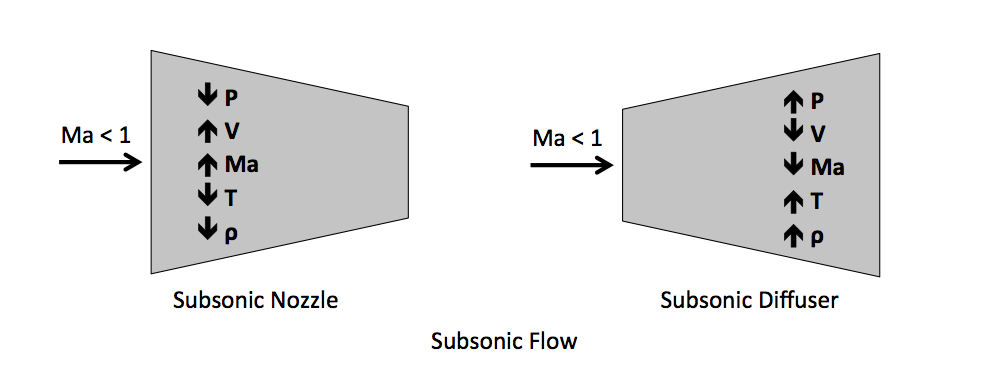 Ma < 1
↓ P
↑ V
↑ Ma
↓ T
↓ ρ
Subsonic Nozzle
Ma < 1
↑ P
↓ V
↓ Ma
↑ T
↑ ρ
Subsonic Diffuser
Subsonic Flow